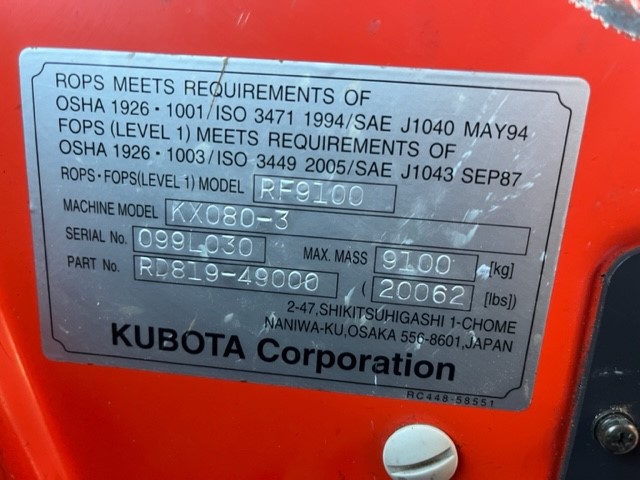 ROPS MEETS REQUIREMENTS OF
OSHA 1926・1001/ISO 3471 1994/SAE J1040 MAY94
FOPS (LEVEL 1) MEETS REQUIREMENTS OF
OSHA 1926・1003/ISO 3449 2005/SAE J1043 SEP87
ROPS・FOPS(LEVEL 1) MODEL RF9100
MACHINE MODEL KX080-3
SERIAL No. 099L030 MAX. MASS 9100 [kg]
PART No. RD819-49000 ( 20062 [lbs])
2-47,SHIKITSUHIGASHI 1-CHOME
NANIWA-KU,OSAKA 556-8601,JAPAN
KUBOTA Corporation
RC448-58551